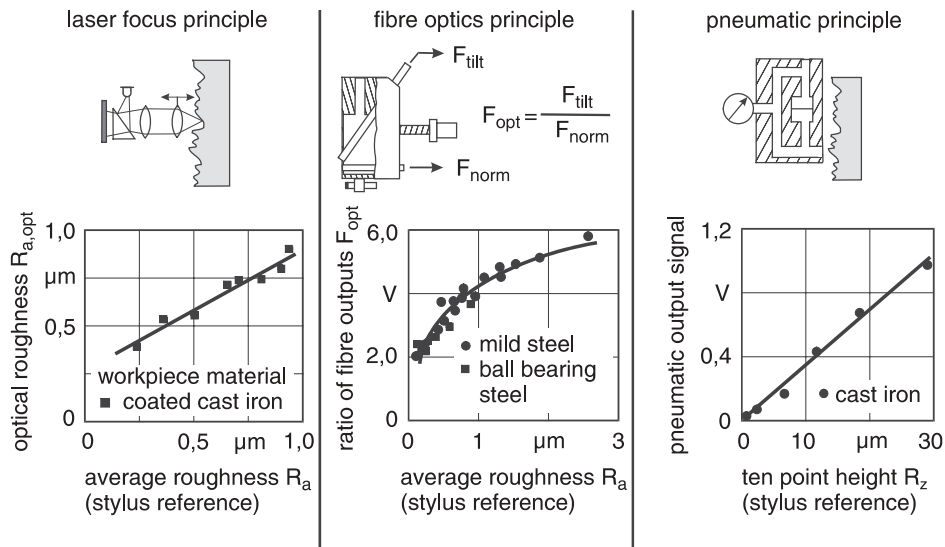 laser focus principle
F_tilt
optical roughness R_a,opt
1,0
µm
0,5
0
workpiece material
coated cast iron
0
0,5
µm
1,0
average roughness R_a
(stylus reference)
fibre optics principle
F_tilt
F_opt = F_tilt / F_norm
F_norm
ratio of fibre outputs F_opt
6,0
V
2,0
0
mild steel
ball bearing
steel
0
1
µm
3
average roughness R_a
(stylus reference)
pneumatic principle
pneumatic output signal
1,2
V
0,4
0
cast iron
0
10
µm
30
ten point height R_z
(stylus reference)